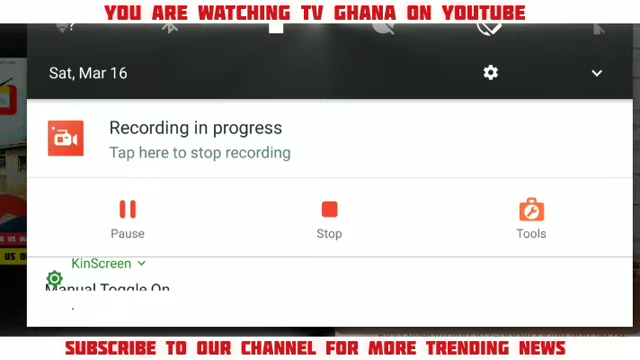 YOU ARE WATCHING TV GHANA ON YOUTUBE
Sat, Mar 16
Recording in progress
Tap here to stop recording
Pause Stop Tools
KinScreen
Manual Toggle On
US
SUBSCRIBE TO OUR CHANNEL FOR MORE TRENDING NEWS